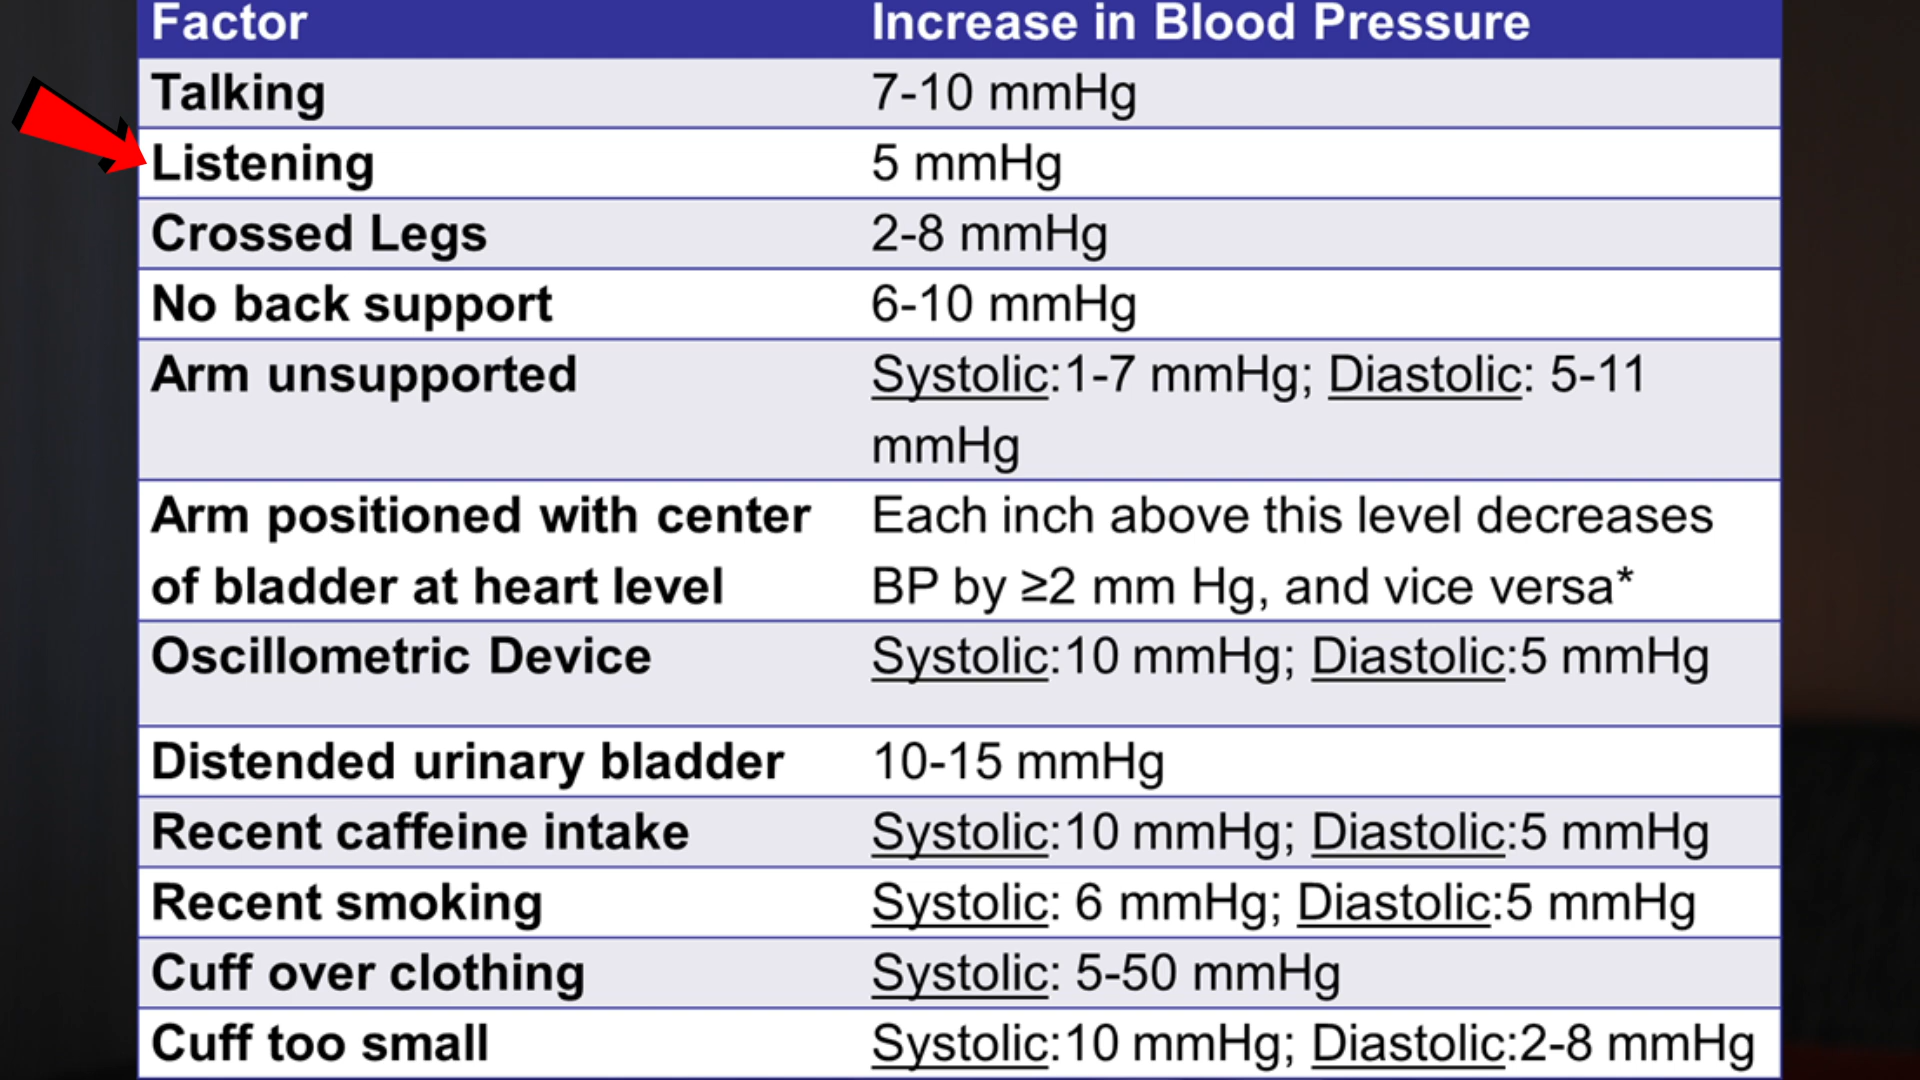 Factor Increase in Blood Pressure
Talking 7-10 mmHg
Listening 5 mmHg
Crossed Legs 2-8 mmHg
No back support 6-10 mmHg
Arm unsupported Systolic:1-7 mmHg; Diastolic: 5-11
mmHg
Arm positioned with center Each inch above this level decreases
of bladder at heart level BP by ≥2 mm Hg, and vice versa*
Oscillometric Device Systolic:10 mmHg; Diastolic:5 mmHg
Distended urinary bladder 10-15 mmHg
Recent caffeine intake Systolic:10 mmHg; Diastolic:5 mmHg
Recent smoking Systolic: 6 mmHg; Diastolic:5 mmHg
Cuff over clothing Systolic: 5-50 mmHg
Cuff too small Systolic:10 mmHg; Diastolic:2-8 mmHg